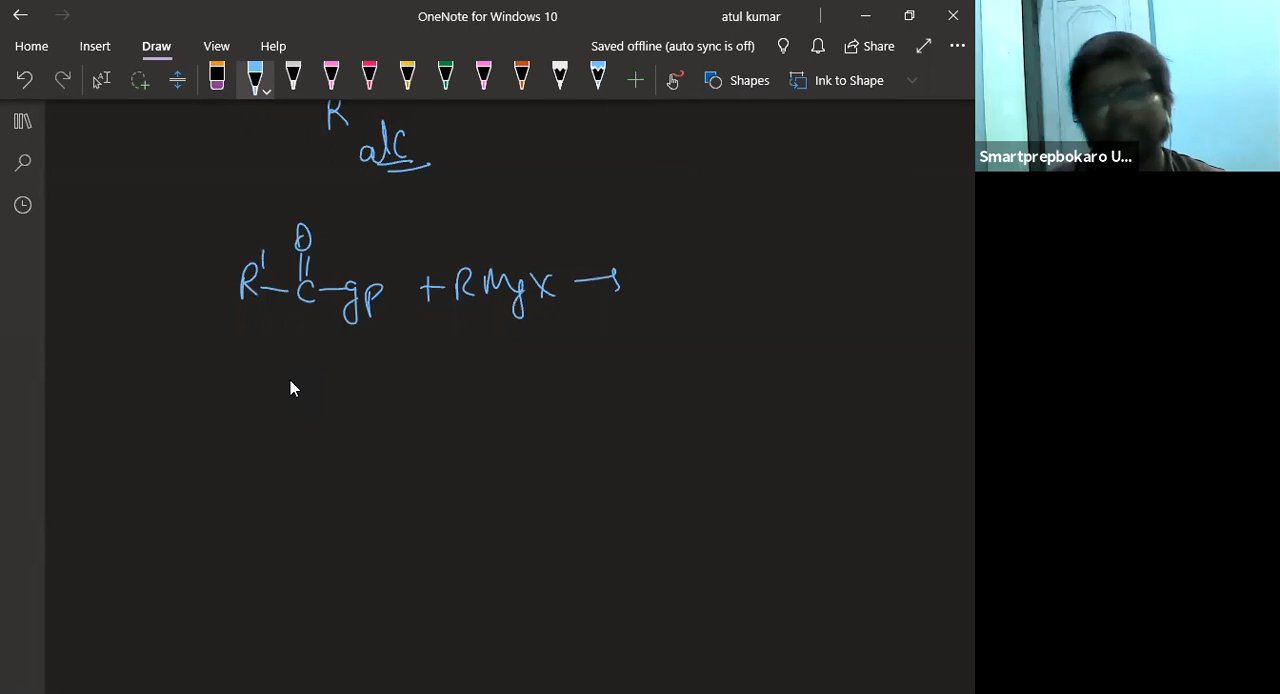 OneNote for Windows 10
atul kumar
Home Insert Draw View Help
Saved offline (auto sync is off)
Share
Shapes
Ink to Shape
Smartprepbokaro U...
R
alc
O
R' — C — gp + RMgX →